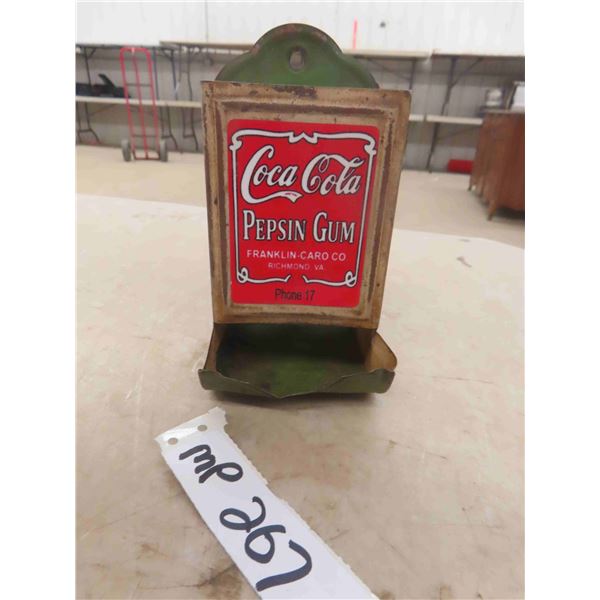 Coca Cola
PEPSIN GUM
FRANKLIN-CARO CO
RICHMOND. VA.
Phone 17
MP
267